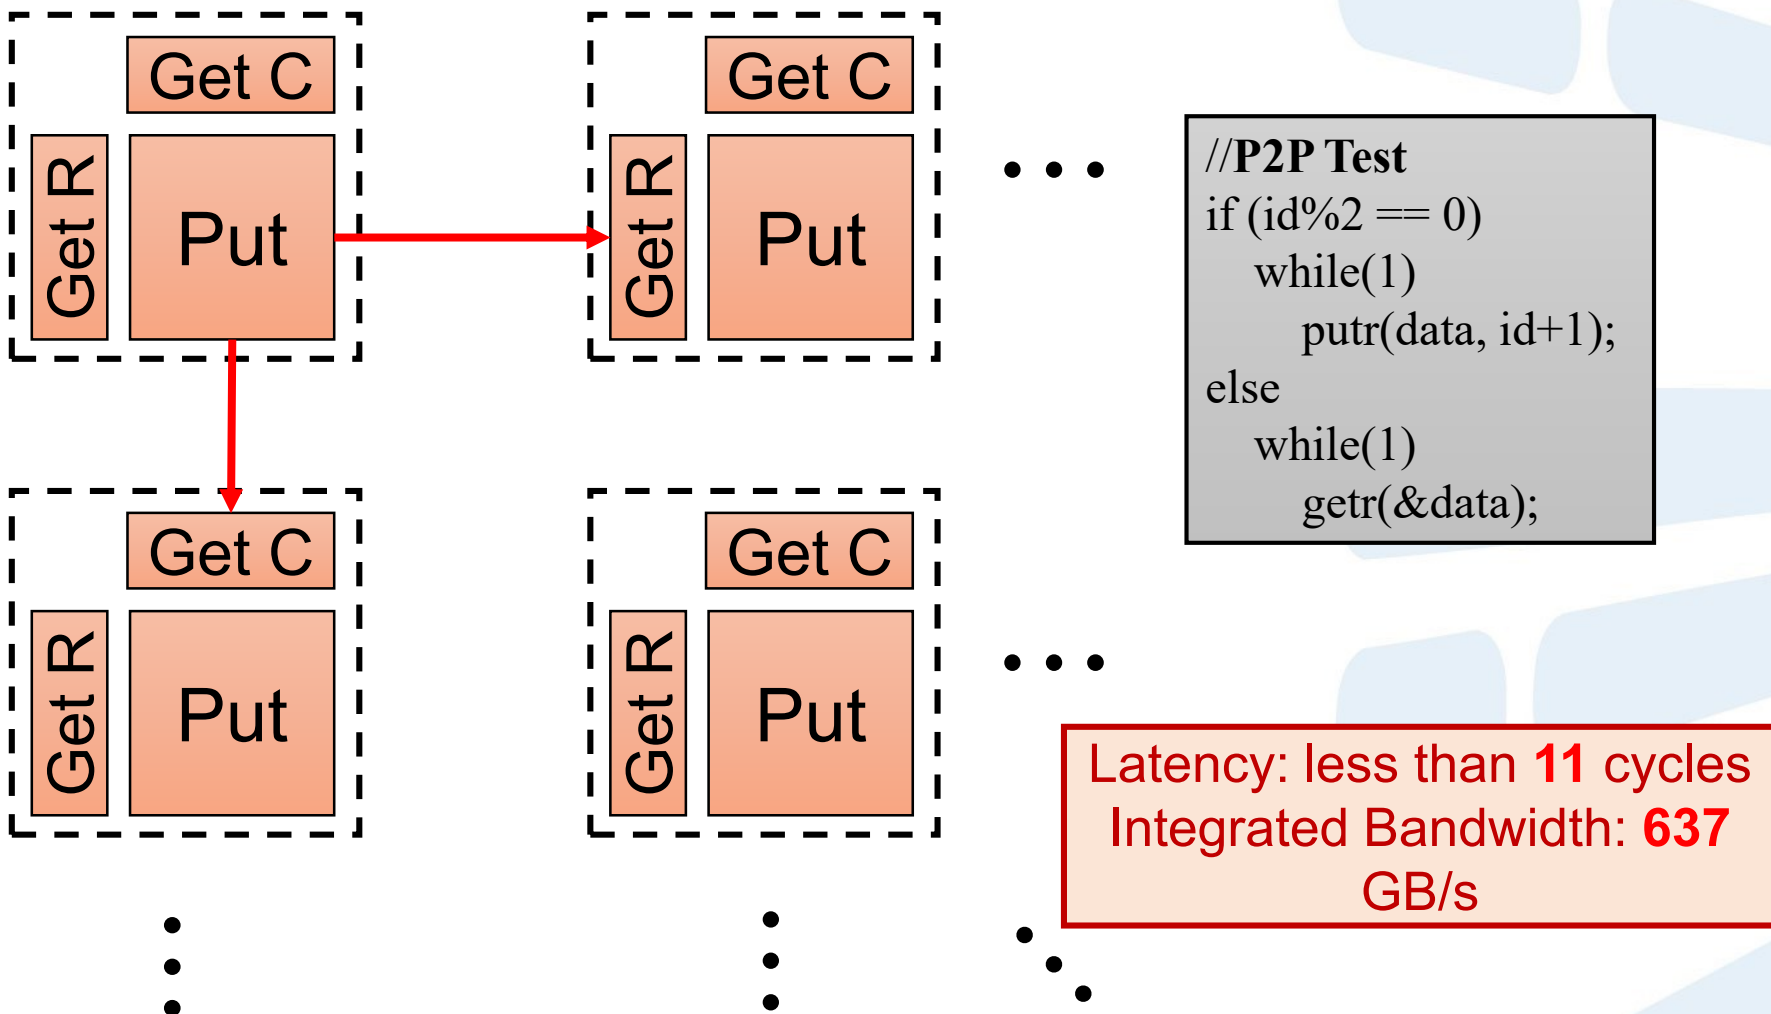 Get C
Get C
Get R
Put
Get R
Put
//P2P Test
if (id%2 == 0)
while(1)
putr(data, id+1);
else
while(1)
getr(&data);
Get C
Get C
Get R
Put
Get R
Put
Latency: less than 11 cycles
Integrated Bandwidth: 637
GB/s